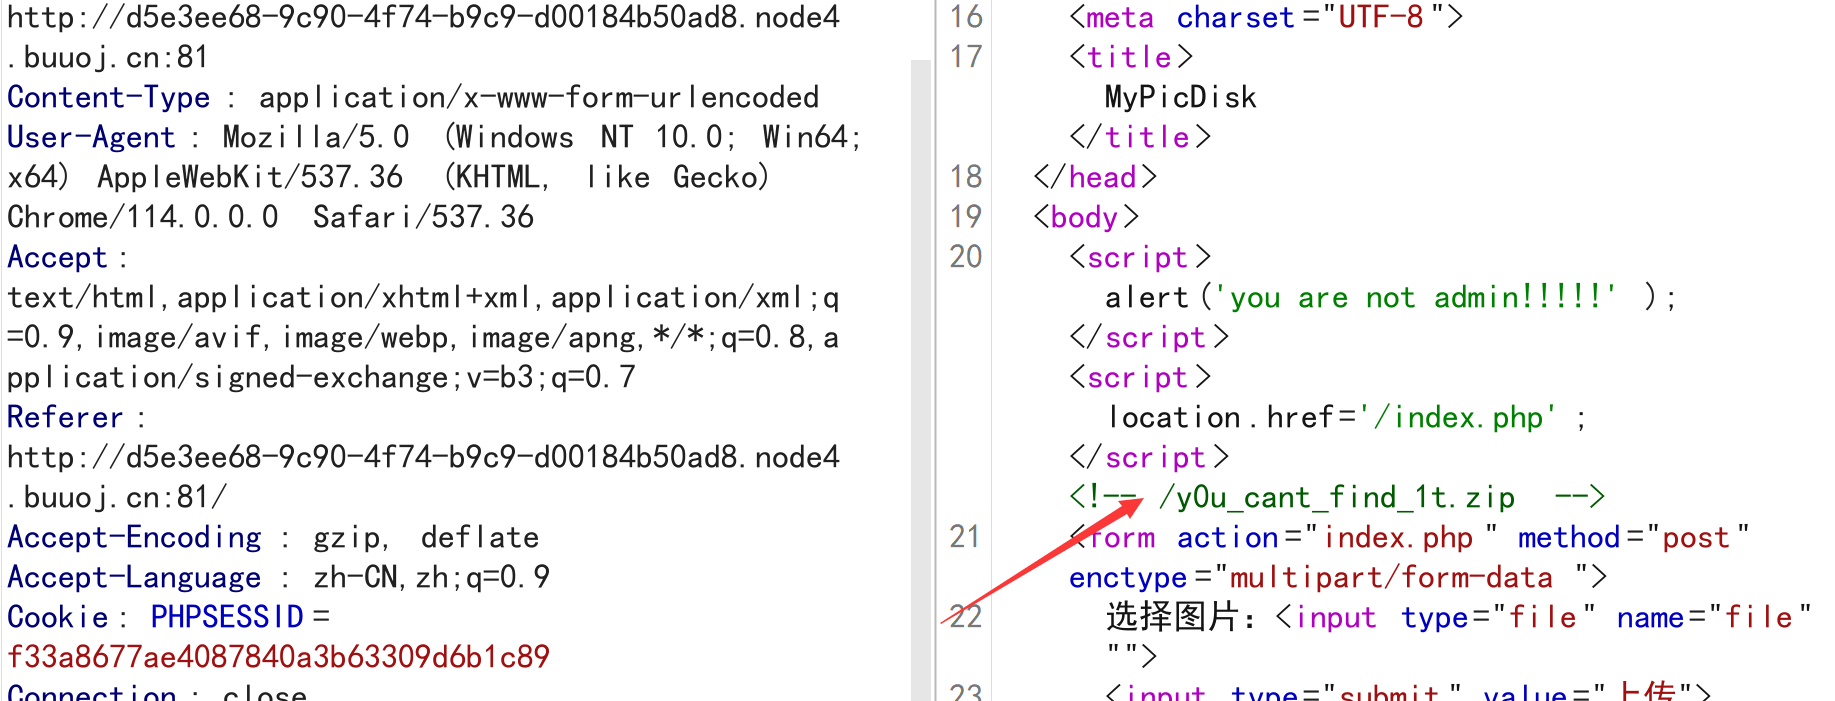 http://d5e3ee68-9c90-4f74-b9c9-d00184b50ad8.node4
.buuoj.cn:81
Content-Type : application/x-www-form-urlencoded
User-Agent : Mozilla/5.0 (Windows NT 10.0; Win64;
x64) AppleWebKit/537.36 (KHTML, like Gecko)
Chrome/114.0.0.0 Safari/537.36
Accept :
text/html,application/xhtml+xml,application/xml;q
=0.9,image/avif,image/webp,image/apng,*/*;q=0.8,a
pplication/signed-exchange;v=b3;q=0.7
Referer :
http://d5e3ee68-9c90-4f74-b9c9-d00184b50ad8.node4
.buuoj.cn:81/
Accept-Encoding : gzip, deflate
Accept-Language : zh-CN,zh;q=0.9
Cookie : PHPSESSID =
f33a8677ae4087840a3b63309d6b1c89
Connection : close
16 <meta charset ="UTF-8 ">
17 <title >
MyPicDisk
</title >
18 </head >
19 <body >
20 <script >
alert ('you are not admin!!!!!' );
</script >
<script >
location .href='/index.php' ;
</script >
<!-- /y0u_cant_find_1t.zip -->
21 <form action ="index.php " method ="post "
enctype ="multipart/form-data ">
22 选择图片：<input type="file " name="file "
"">
23 <input type="submit " value=" 上传">